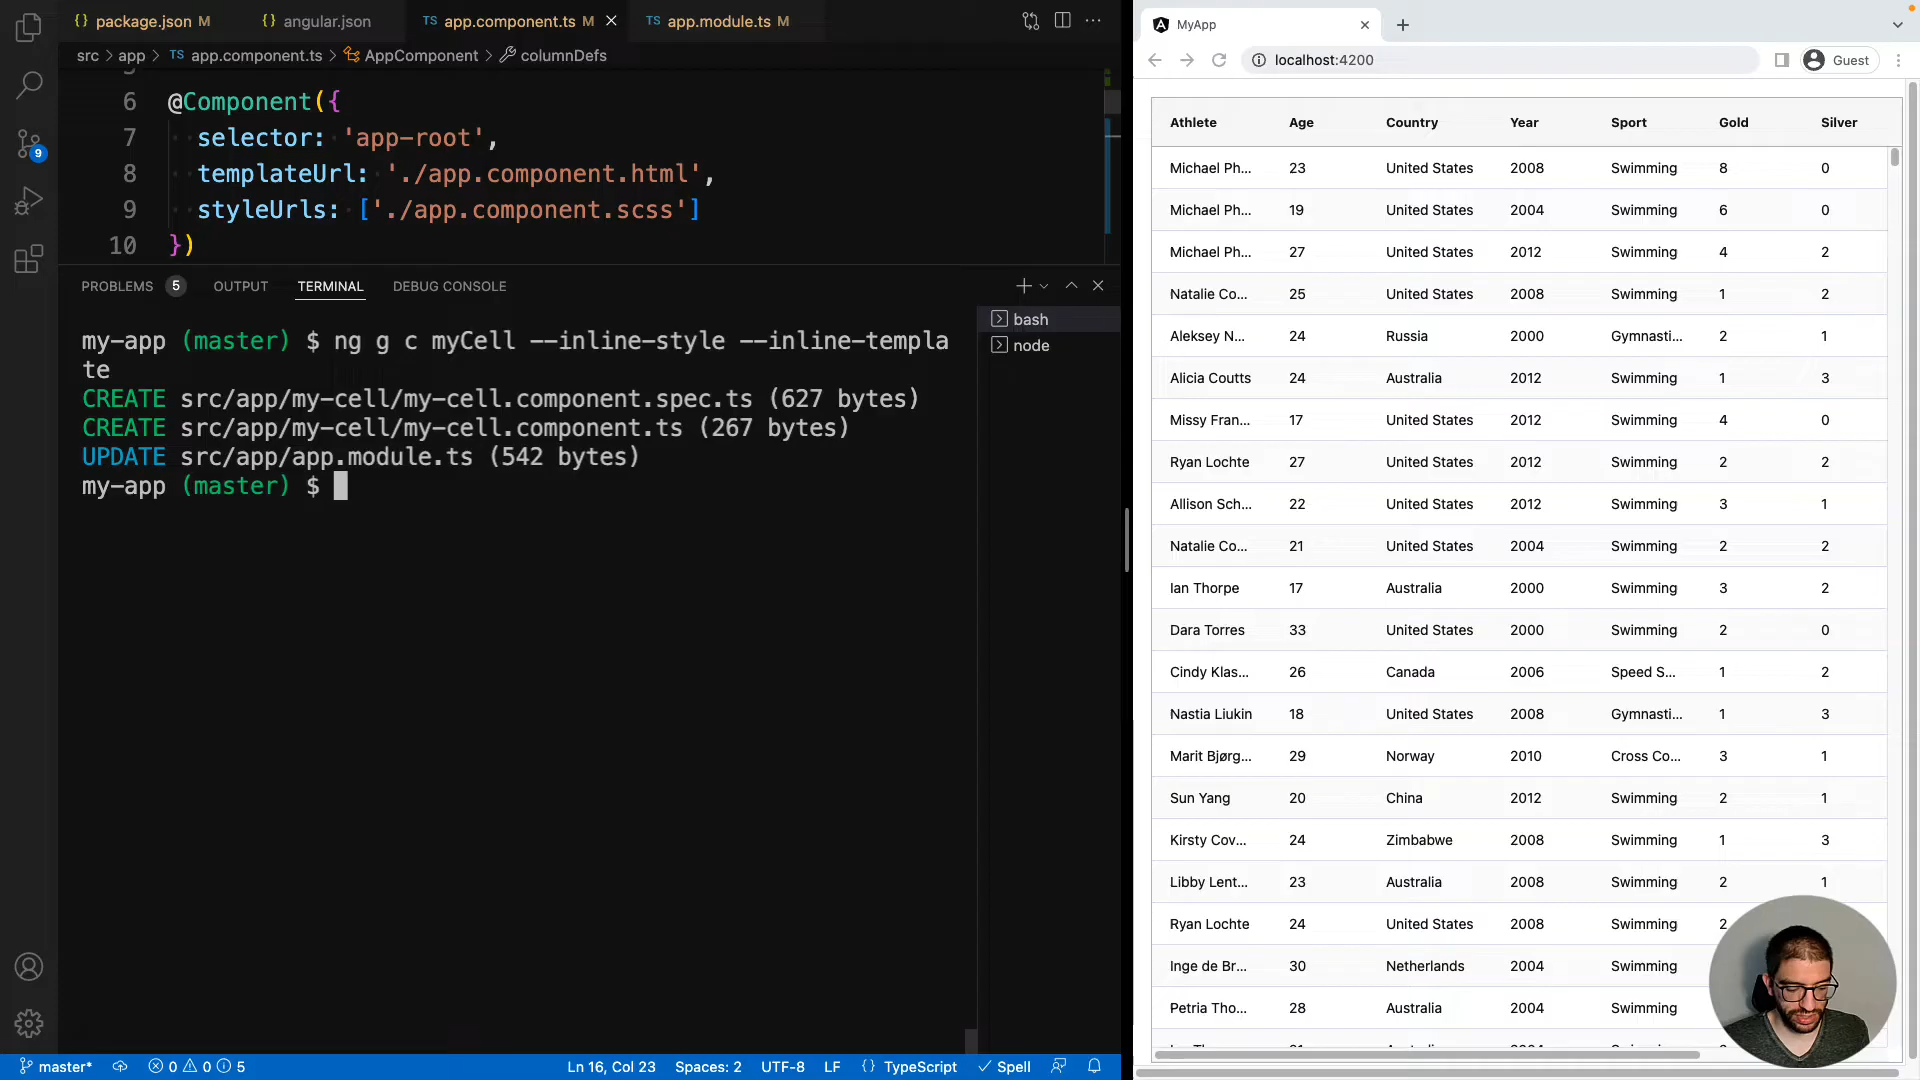 package.json M
angular.json
TS app.component.ts M
TS app.module.ts M
src > app > TS app.component.ts > AppComponent > columnDefs
6 @Component({
7 selector: 'app-root',
8 templateUrl: './app.component.html',
9 styleUrls: ['./app.component.scss']
10 })
9
PROBLEMS 5 OUTPUT TERMINAL DEBUG CONSOLE
my-app (master) $ ng g c myCell --inline-style --inline-templa
te
CREATE src/app/my-cell/my-cell.component.spec.ts (627 bytes)
CREATE src/app/my-cell/my-cell.component.ts (267 bytes)
UPDATE src/app/app.module.ts (542 bytes)
my-app (master) $
bash
node
master* 0 0 5 Ln 16, Col 23 Spaces: 2 UTF-8 LF {} TypeScript Spell
MyApp
localhost:4200
Guest
Athlete Age Country Year Sport Gold Silver
Michael Ph... 23 United States 2008 Swimming 8 0
Michael Ph... 19 United States 2004 Swimming 6 0
Michael Ph... 27 United States 2012 Swimming 4 2
Natalie Co... 25 United States 2008 Swimming 1 2
Aleksey N... 24 Russia 2000 Gymnasti... 2 1
Alicia Coutts 24 Australia 2012 Swimming 1 3
Missy Fran... 17 United States 2012 Swimming 4 0
Ryan Lochte 27 United States 2012 Swimming 2 2
Allison Sch... 22 United States 2012 Swimming 3 1
Natalie Co... 21 United States 2004 Swimming 2 2
Ian Thorpe 17 Australia 2000 Swimming 3 2
Dara Torres 33 United States 2000 Swimming 2 0
Cindy Klas... 26 Canada 2006 Speed S... 1 2
Nastia Liukin 18 United States 2008 Gymnasti... 1 3
Marit Bjørg... 29 Norway 2010 Cross Co... 3 1
Sun Yang 20 China 2012 Swimming 2 1
Kirsty Cov... 24 Zimbabwe 2008 Swimming 1 3
Libby Lent... 23 Australia 2008 Swimming 2 1
Ryan Lochte 24 United States 2008 Swimming 2
Inge de Br... 30 Netherlands 2004 Swimming
Petria Tho... 28 Australia 2004 Swimming